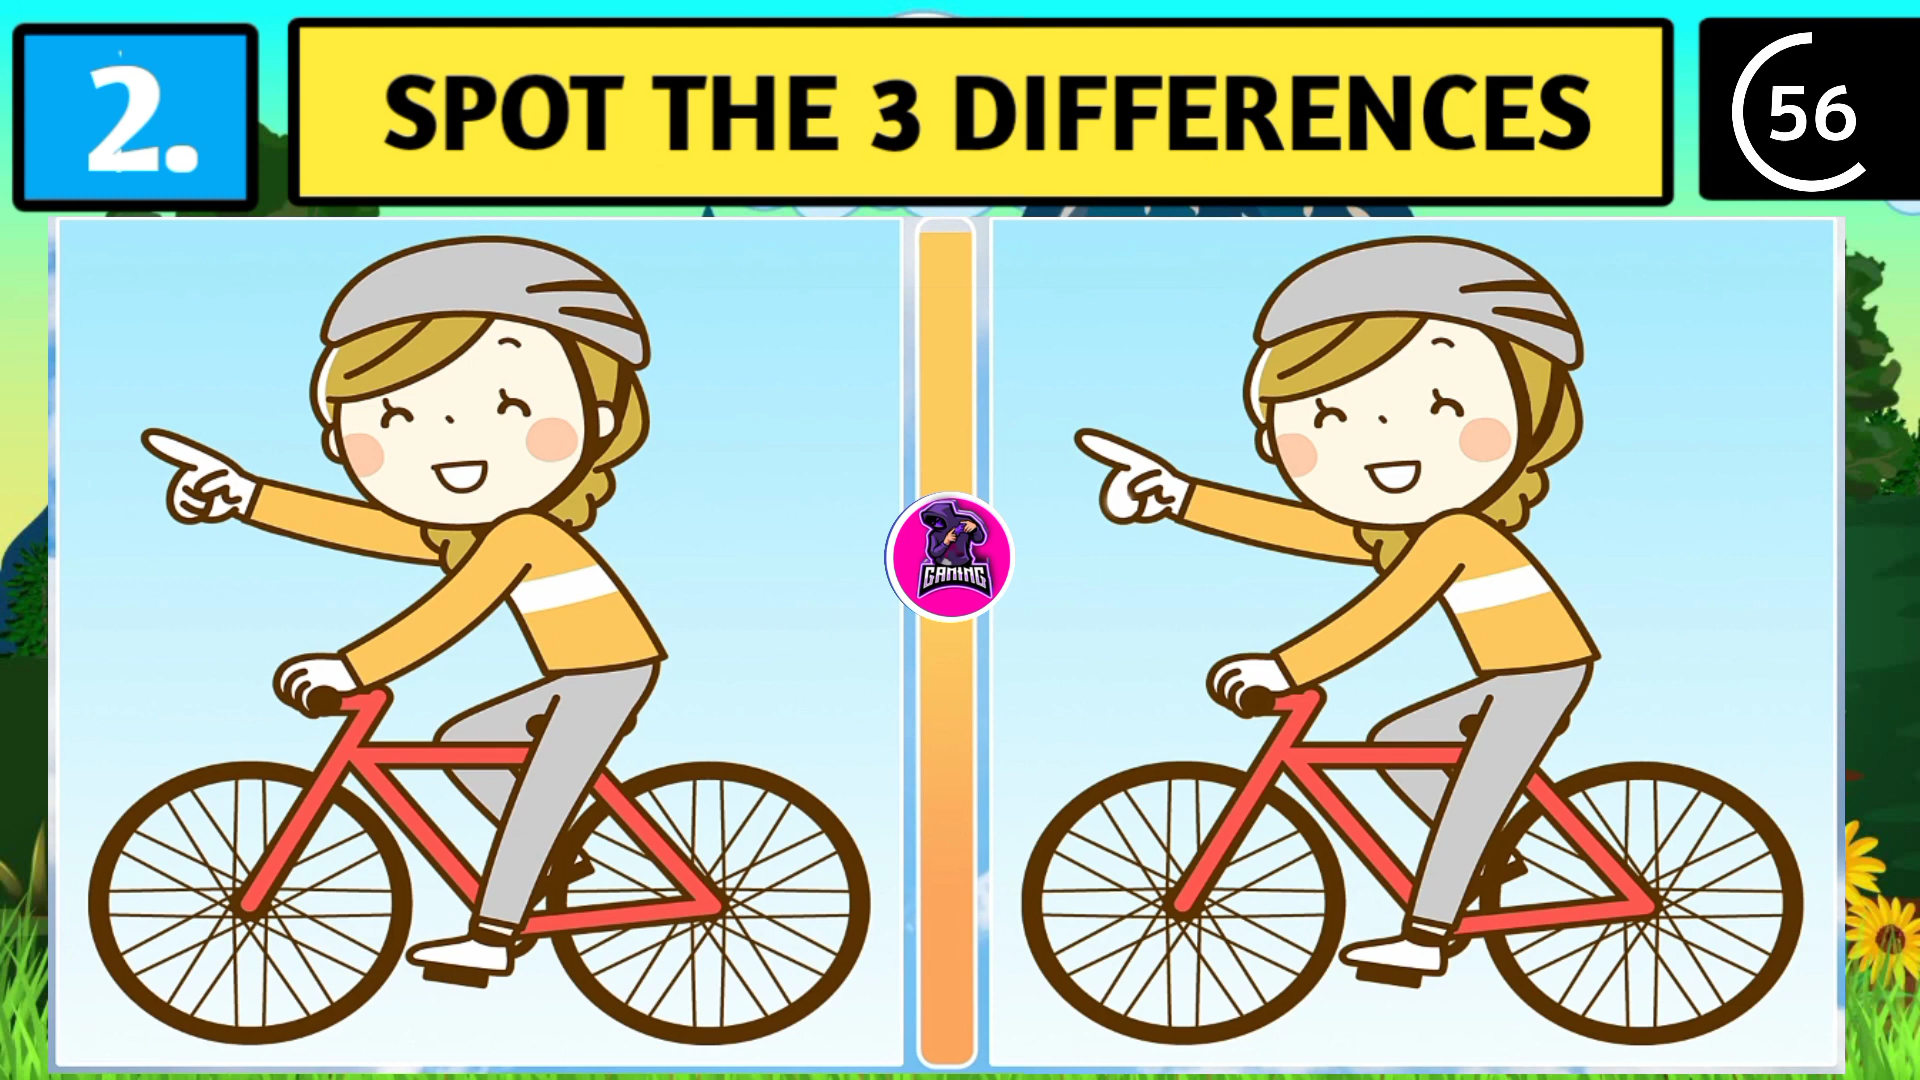 2.
SPOT THE 3 DIFFERENCES
56
GAMING